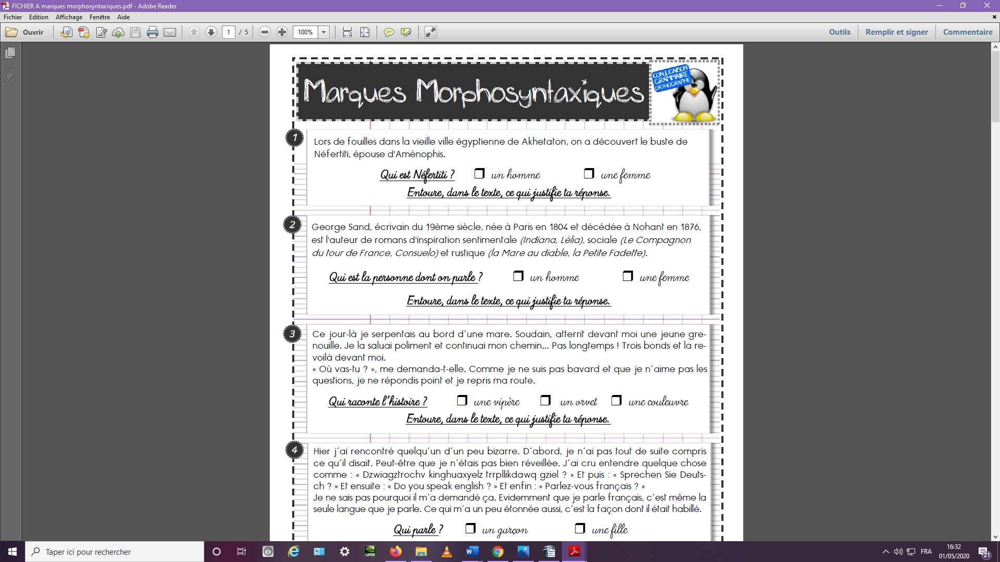 FICHIER A marques morphosyntaxiques.pdf - Adobe Reader
Fichier Edition Affichage Fenêtre Aide
Ouvrir 1 / 5 100% Outils Remplir et signer Commentaire
Marques Morphosyntaxiques
CONJUGAISON
GRAMMAIRE
ORTHOGRAPHE
1
Lors de fouilles dans la vieille ville égyptienne de Akhetaton, on a découvert le buste de
Néfertiti, épouse d'Aménophis.
Qui est Néfertiti ? un homme une femme
Entoure, dans le texte, ce qui justifie ta réponse.
2
George Sand, écrivain du 19ème siècle, née à Paris en 1804 et décédée à Nohant en 1876,
est l'auteur de romans d'inspiration sentimentale (Indiana, Lélia), sociale (Le Compagnon
du tour de France, Consuelo) et rustique (la Mare au diable, la Petite Fadette).
Qui est la personne dont on parle ? un homme une femme
Entoure, dans le texte, ce qui justifie ta réponse.
3
Ce jour-là je serpentais au bord d’une mare. Soudain, atterrit devant moi une jeune gre-
nouille. Je la saluai poliment et continuai mon chemin... Pas longtemps ! Trois bonds et la re-
voilà devant moi.
« Où vas-tu ? », me demanda-t-elle. Comme je ne suis pas bavard et que je n’aime pas les
questions, je ne répondis point et je repris ma route.
Qui raconte l’histoire ? une vipère un orvet une couleuvre
Entoure, dans le texte, ce qui justifie ta réponse.
4
Hier j’ai rencontré quelqu’un d’un peu bizarre. D’abord, je n’ai pas tout de suite compris
ce qu’il disait. Peut-être que je n’étais pas bien réveillée. J’ai cru entendre quelque chose
comme : « Dzwiagztrochv kinghuaxyelz trrpllikdawq gziel ? » Et puis : « Sprechen Sie Deuts-
ch ? » Et ensuite : « Do you speak english ? » Et enfin : « Parlez-vous français ? »
Je ne sais pas pourquoi il m’a demandé ça. Evidemment que je parle français, c’est même la
seule langue que je parle. Ce qui m’a un peu étonnée aussi, c’est la façon dont il était habillé.
Qui parle ? un garçon une fille
Taper ici pour rechercher
FRA
16:32
01/05/2020
21